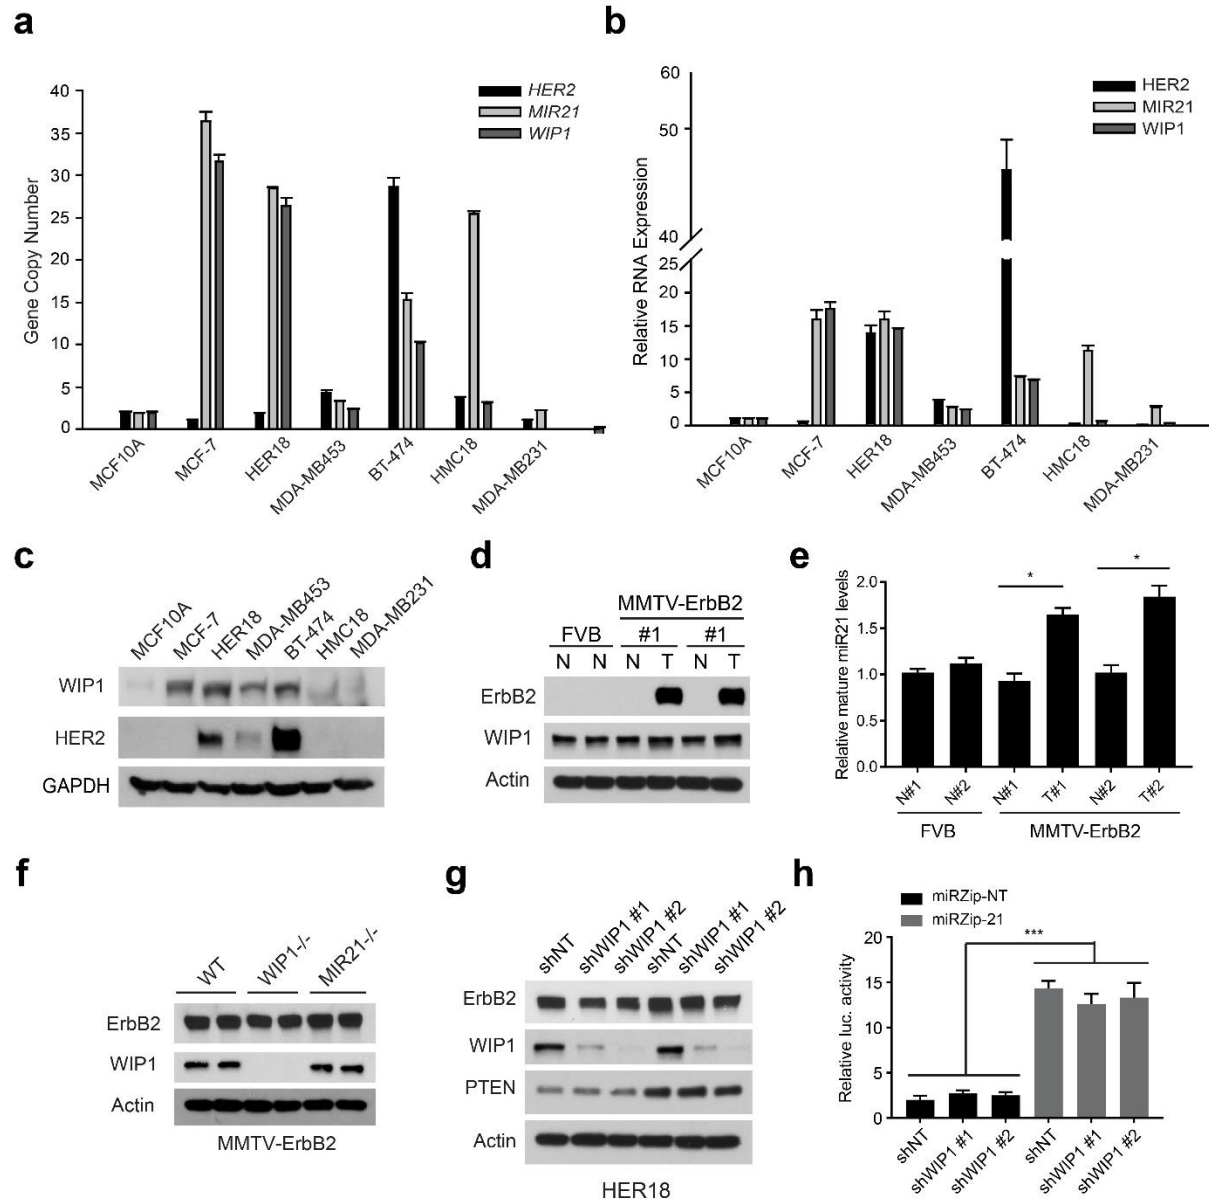 a
40
35
30
25
20
15
10
5
0
Gene Copy Number
HER2
MIR21
WIP1
MCF10A
MCF-7
HER18
MDA-MB453
BT-474
HMC18
MDA-MB231
b
60
50
40
25
20
15
10
5
0
Relative RNA Expression
HER2
MIR21
WIP1
MCF10A
MCF-7
HER18
MDA-MB453
BT-474
HMC18
MDA-MB231
c
MCF10A
MCF-7
HER18
MDA-MB453
BT-474
HMC18
MDA-MB231
WIP1
HER2
GAPDH
d
MMTV-ErbB2
FVB #1 #1
N N N T N T
ErbB2
WIP1
Actin
e
2.0
1.0
0.5
0.0
Relative mature miR21 levels
* *
N#1
N#2
N#1
T#1
N#2
T#2
FVB
MMTV-ErbB2
f
WT
WIP1-/-
MIR21-/-
ErbB2
WIP1
Actin
MMTV-ErbB2
g
shNT
shWIP1 #1
shWIP1 #2
shNT
shWIP1 #1
shWIP1 #2
ErbB2
WIP1
PTEN
Actin
HER18
h
miRZip-NT
miRZip-21
20
15
10
5
0
Relative luc. activity
***
shNT
shWIP1 #1
shWIP1 #2
shNT
shWIP1 #1
shWIP1 #2